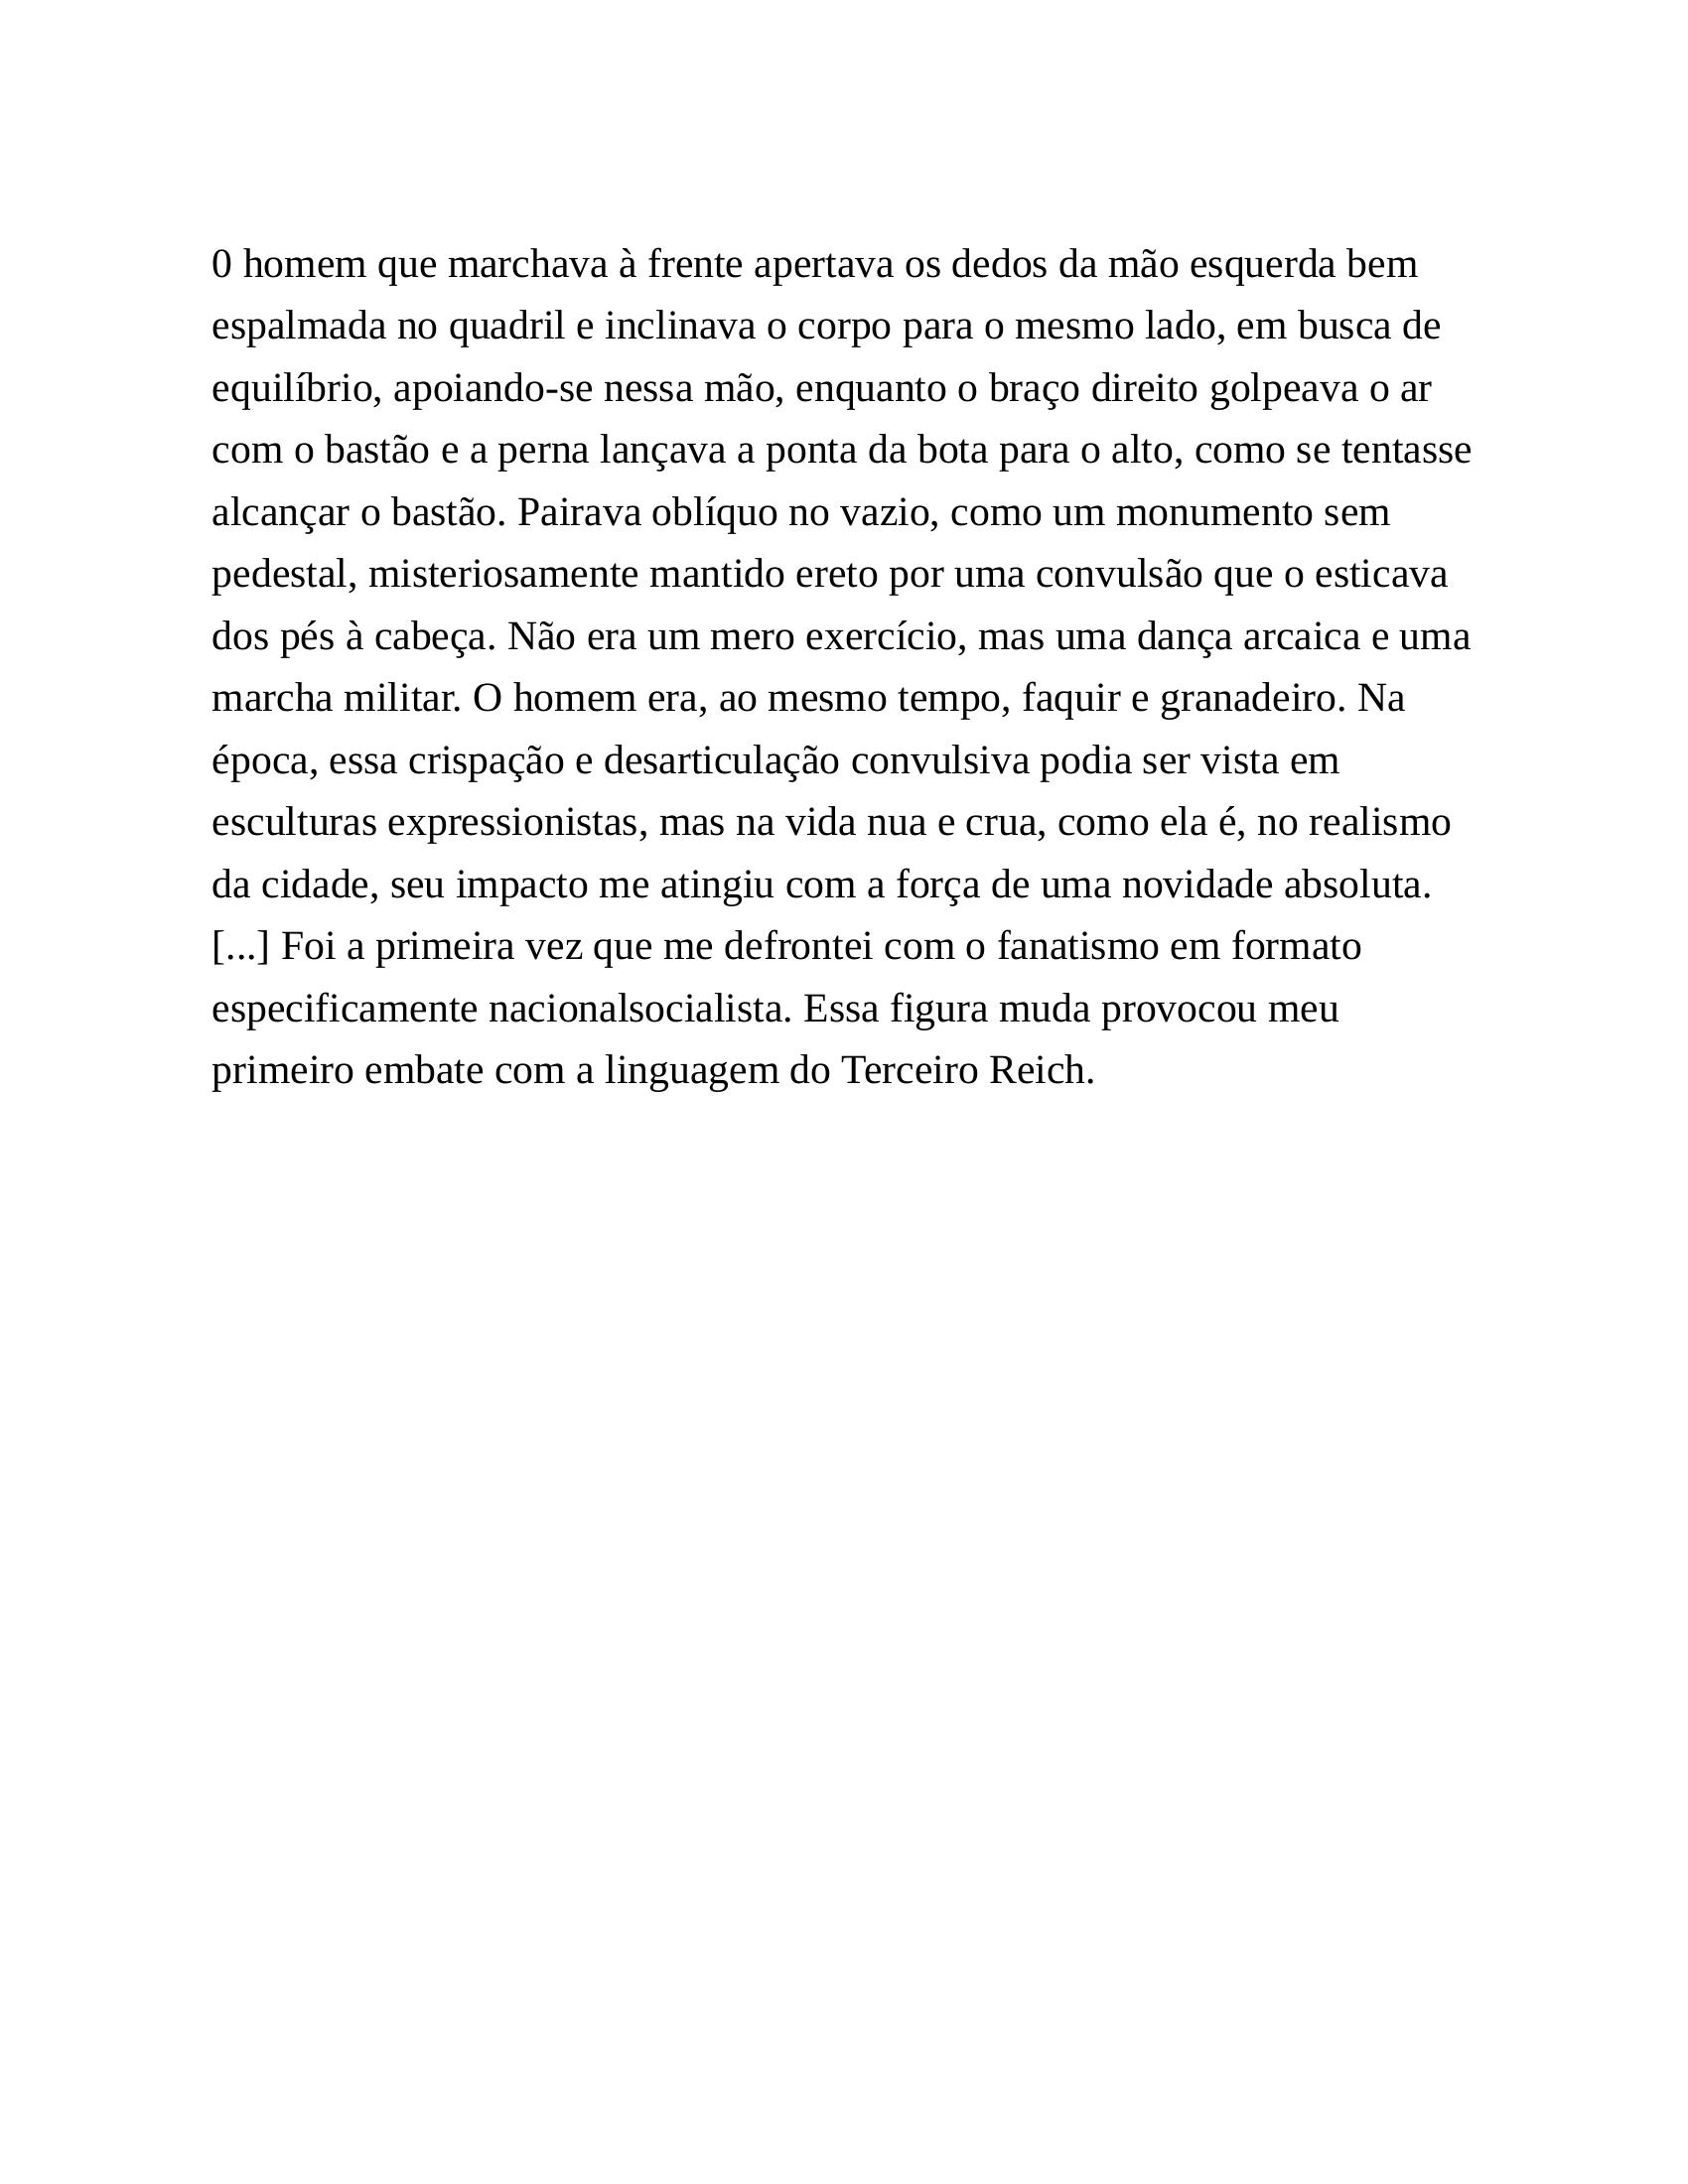 0 homem que marchava à frente apertava os dedos da mão esquerda bem
espalmada no quadril e inclinava o corpo para o mesmo lado, em busca de
equilíbrio, apoiando-se nessa mão, enquanto o braço direito golpeava o ar
com o bastão e a perna lançava a ponta da bota para o alto, como se tentasse
alcançar o bastão. Pairava oblíquo no vazio, como um monumento sem
pedestal, misteriosamente mantido ereto por uma convulsão que o esticava
dos pés à cabeça. Não era um mero exercício, mas uma dança arcaica e uma
marcha militar. O homem era, ao mesmo tempo, faquir e granadeiro. Na
época, essa crispação e desarticulação convulsiva podia ser vista em
esculturas expressionistas, mas na vida nua e crua, como ela é, no realismo
da cidade, seu impacto me atingiu com a força de uma novidade absoluta.
[...] Foi a primeira vez que me defrontei com o fanatismo em formato
especificamente nacionalsocialista. Essa figura muda provocou meu
primeiro embate com a linguagem do Terceiro Reich.